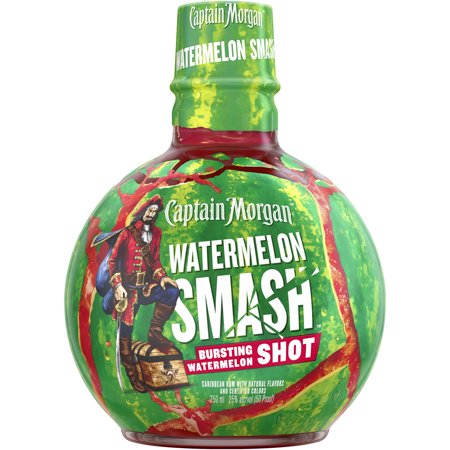 Captain Morgan
WATERMELON SMASH
Captain Morgan
WATERMELON
SMASH
BURSTING
WATERMELON SHOT
CARIBBEAN RUM WITH NATURAL FLAVORS
AND CERTIFIED COLORS
750 ml 25% alc/vol (50 Proof)